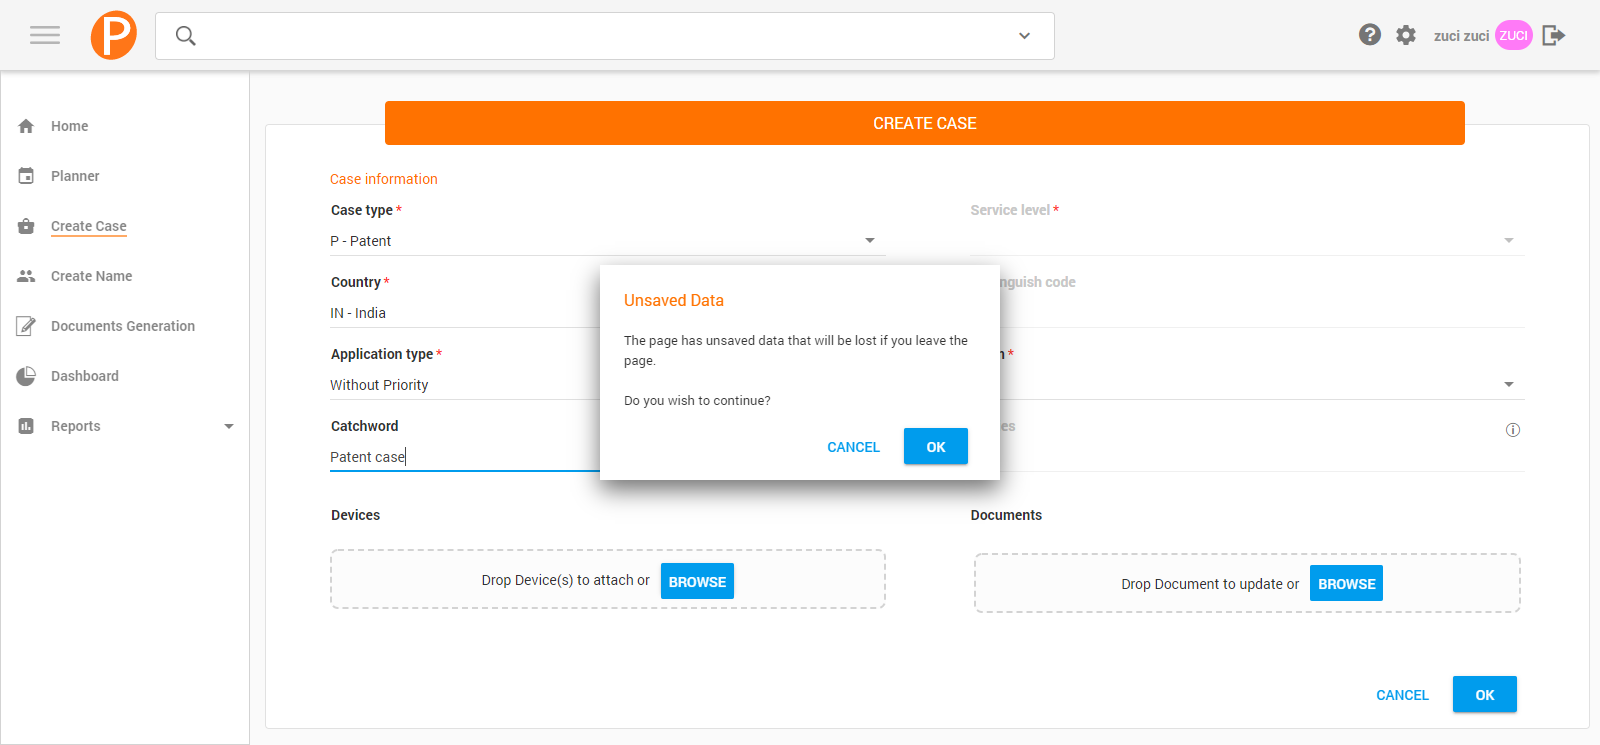 P
zuci zuci ZUCI
Home
Planner
Create Case
Create Name
Documents Generation
Dashboard
Reports
CREATE CASE
Case information
Case type *
P - Patent
Service level *
Country *
IN - India
nguish code
Application type *
Without Priority
n *
Catchword
Patent case
es
Unsaved Data
The page has unsaved data that will be lost if you leave the
page.
Do you wish to continue?
CANCEL OK
Devices
Drop Device(s) to attach or BROWSE
Documents
Drop Document to update or BROWSE
CANCEL OK